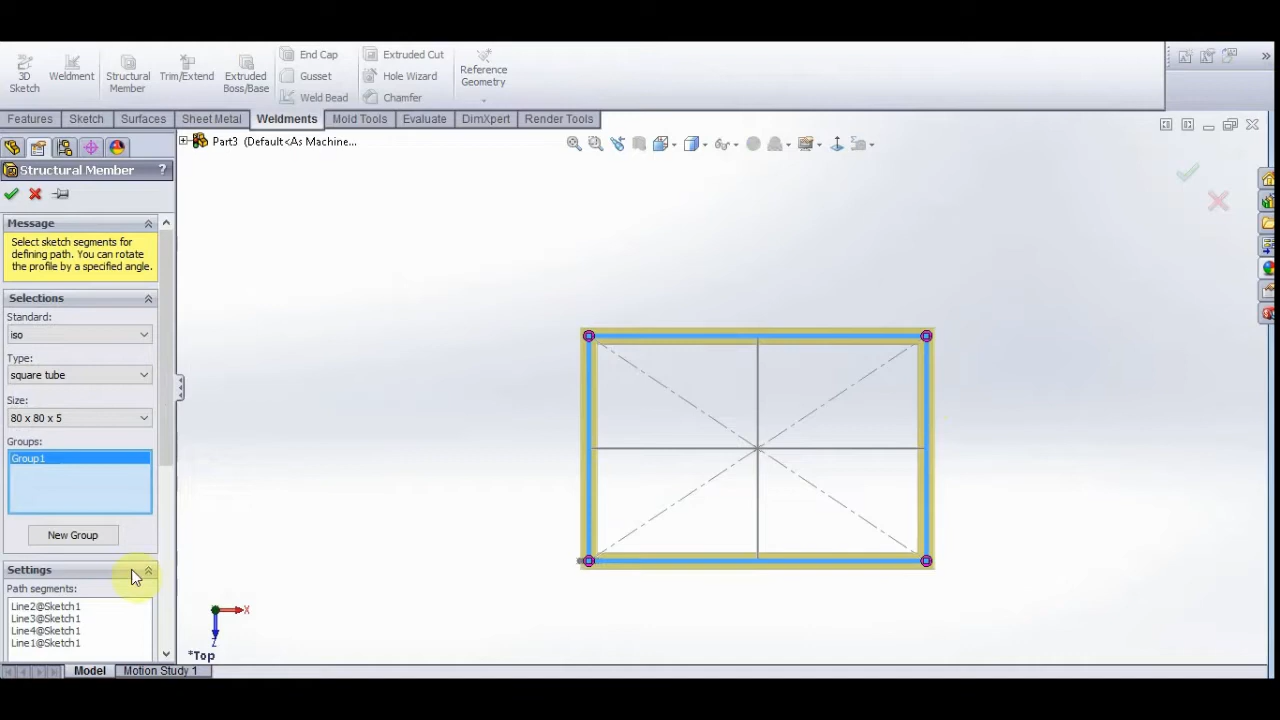 3D Sketch
Weldment
Structural Member
Trim/Extend
Extruded Boss/Base
End Cap
Gusset
Weld Bead
Extruded Cut
Hole Wizard
Chamfer
Reference Geometry
Features
Sketch
Surfaces
Sheet Metal
Weldments
Mold Tools
Evaluate
DimXpert
Render Tools
Part3 (Default<As Machine...
Structural Member ?
Message
Select sketch segments for
defining path. You can rotate
the profile by a specified angle.
Selections
Standard:
iso
Type:
square tube
Size:
80 x 80 x 5
Groups:
Group1
New Group
Settings
Path segments:
Line2@Sketch1
Line3@Sketch1
Line4@Sketch1
Line1@Sketch1
X
Z
*Top
Model
Motion Study 1